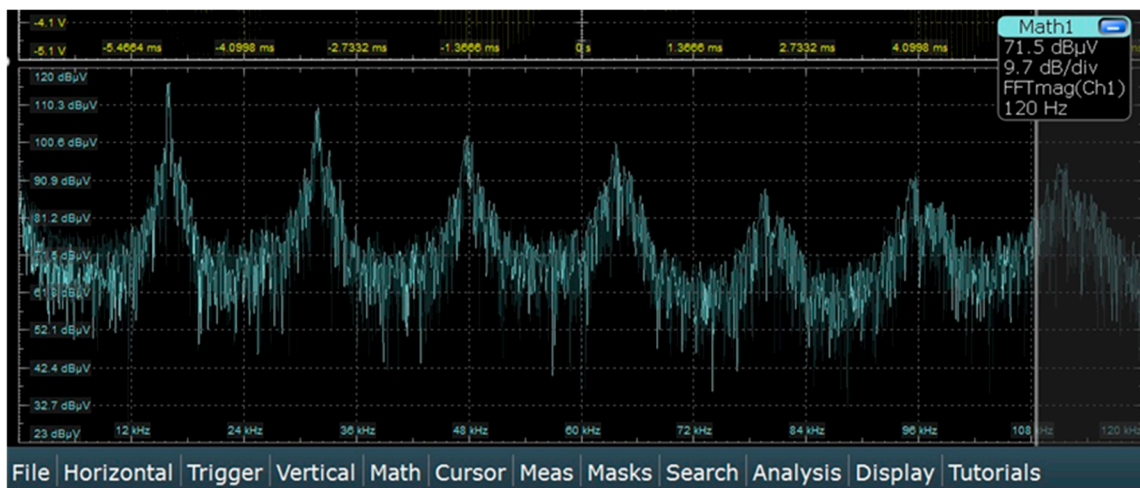 -4.1 V
-5.1 V -5.4664 ms -4.0998 ms -2.7332 ms -1.3666 ms 0 s 1.3666 ms 2.7332 ms 4.0998 ms
Math1
71.5 dBµV
9.7 dB/div
FFTmag(Ch1)
120 Hz
120 dBµV
110.3 dBµV
100.6 dBµV
90.9 dBµV
81.2 dBµV
52.1 dBµV
42.4 dBµV
32.7 dBµV
23 dBµV 12 kHz 24 kHz 36 kHz 48 kHz 60 kHz 72 kHz 84 kHz 96 kHz 108 kHz 120 kHz
File Horizontal Trigger Vertical Math Cursor Meas Masks Search Analysis Display Tutorials